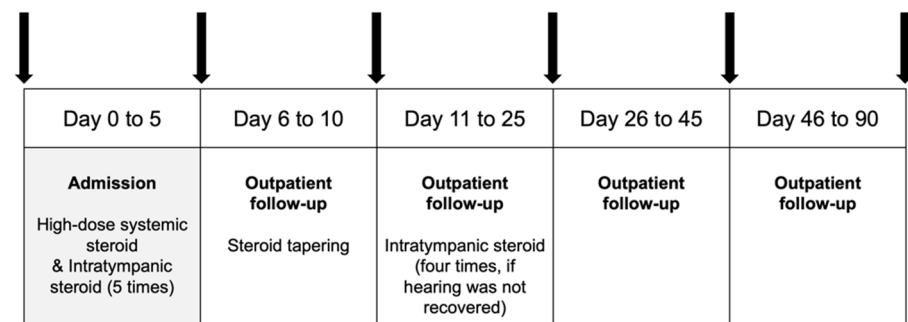 Day 0 to 5
Day 6 to 10
Day 11 to 25
Day 26 to 45
Day 46 to 90
Admission
High-dose systemic
steroid
& Intratympanic
steroid (5 times)
Outpatient
follow-up
Steroid tapering
Outpatient
follow-up
Intratympanic steroid
(four times, if
hearing was not
recovered)
Outpatient
follow-up
Outpatient
follow-up